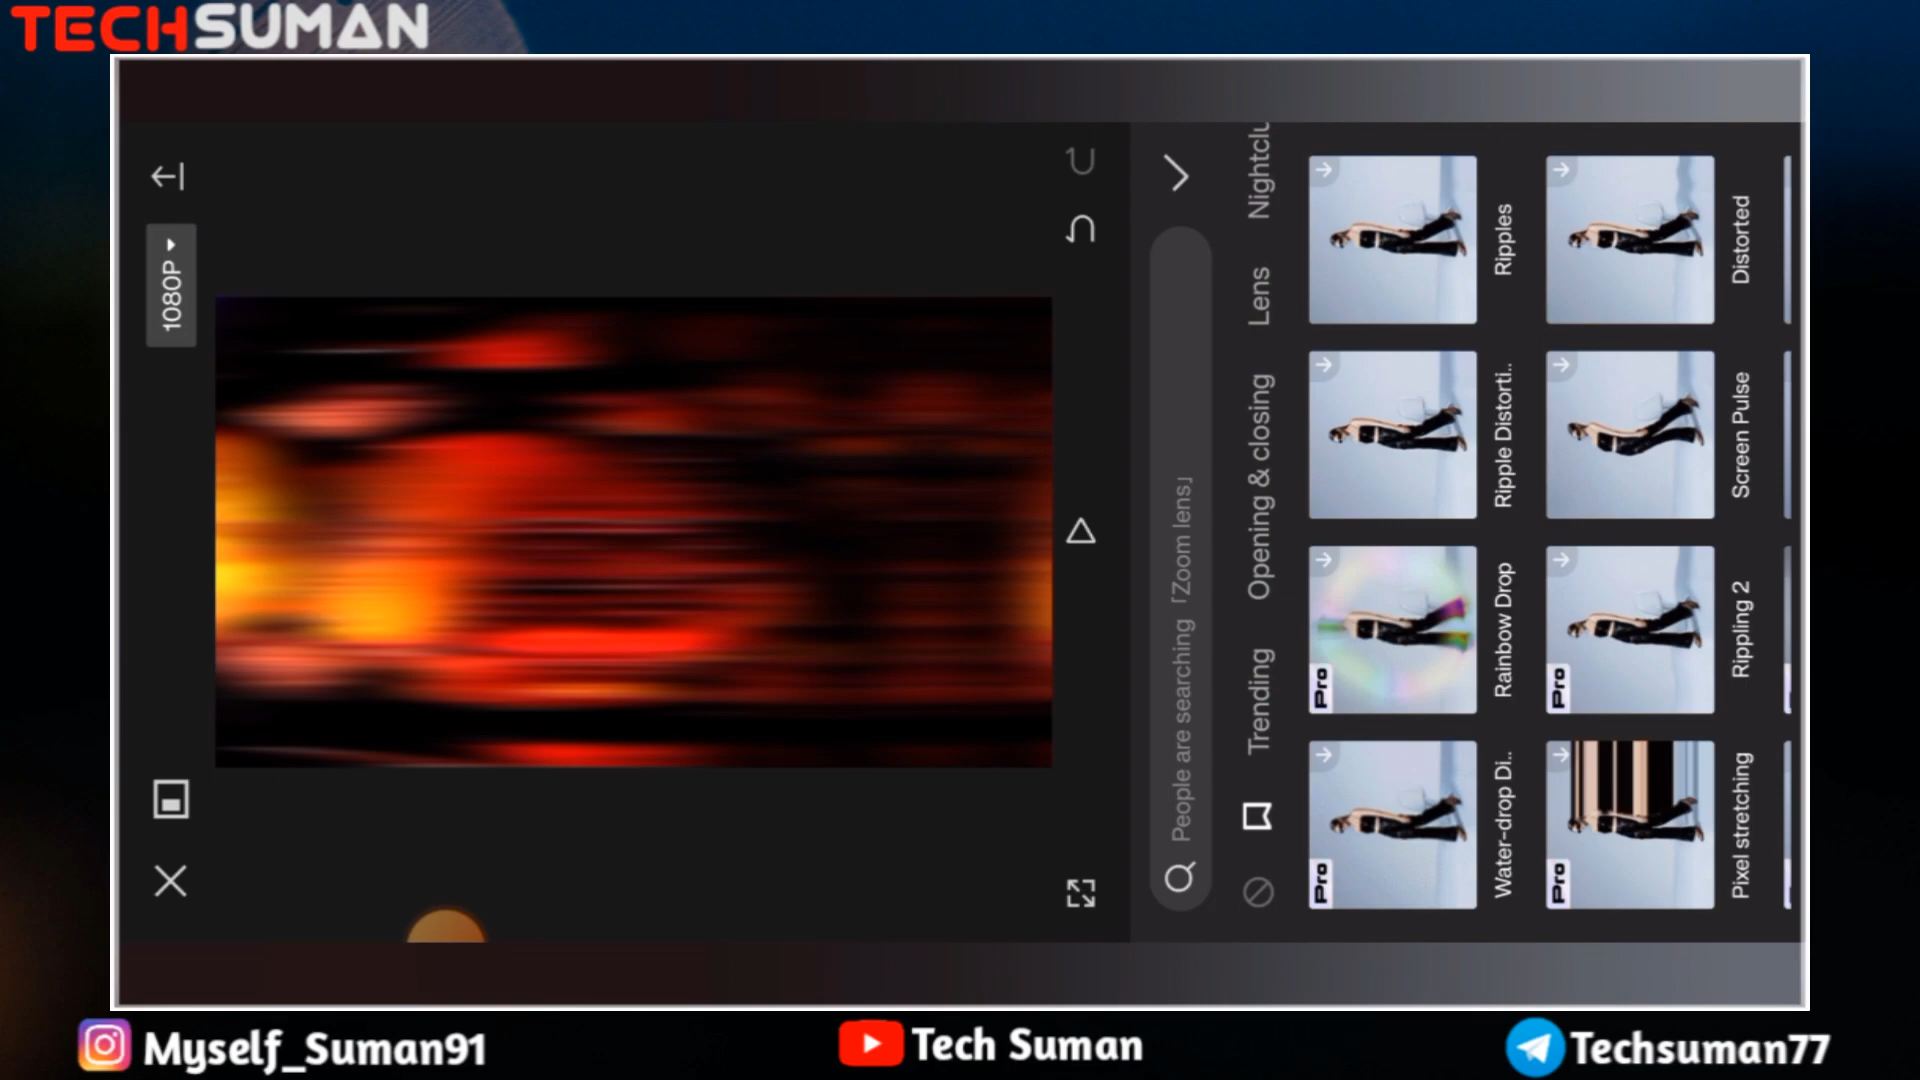 TECHSUMAN
1080P
People are searching「Zoom lens」
Trending
Opening & closing
Lens
Nightclu
Pro
Pro
Water-drop Di..
Rainbow Drop
Ripple Distorti..
Ripples
Pro
Pro
Pixel stretching
Rippling 2
Screen Pulse
Distorted
Myself_Suman91
Tech Suman
Techsuman77